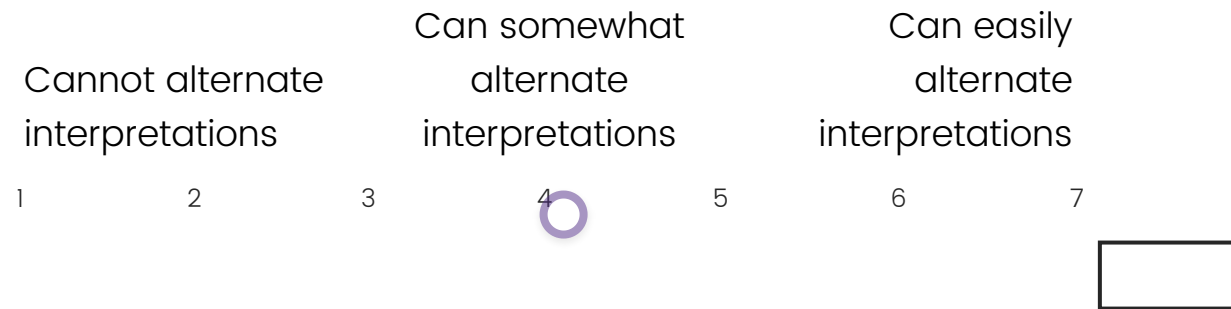 Cannot alternate
interpretations
Can somewhat
alternate
interpretations
Can easily
alternate
interpretations
1 2 3 4 5 6 7